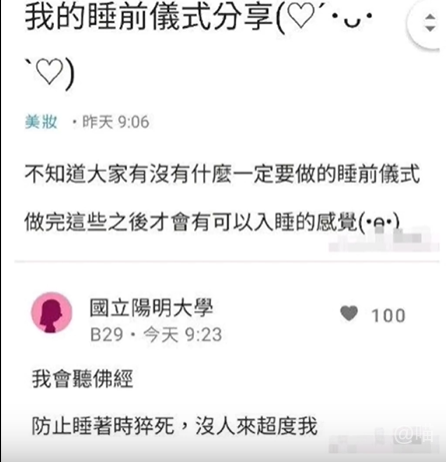 我的睡前儀式分享(♡´･ᴗ･
`♡)
美妝 ・昨天 9:06
不知道大家有沒有什麼一定要做的睡前儀式
做完這些之後才會有可以入睡的感覺(･ɵ･)
國立陽明大學
100
B29・今天 9:23
我會聽佛經
防止睡著時猝死，沒人來超度我